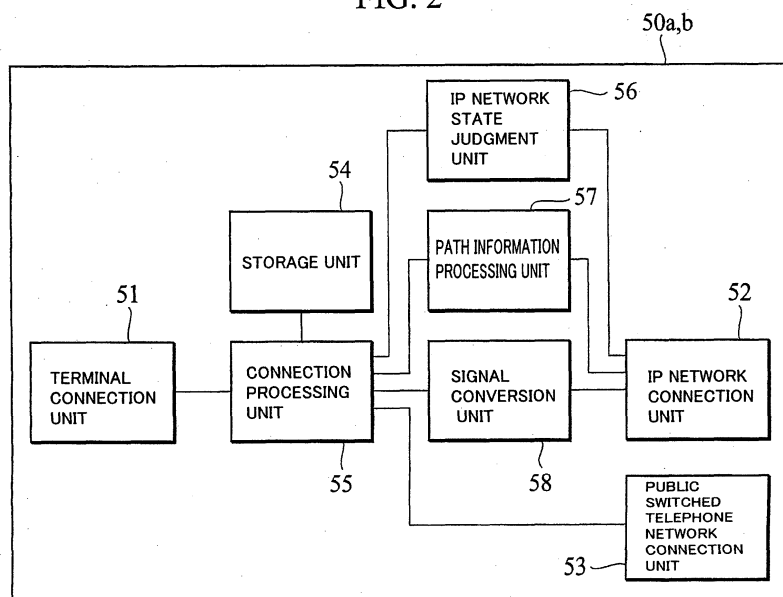 FIG. 2
50a,b
IP NETWORK
STATE
JUDGMENT
UNIT
56
54
STORAGE UNIT
57
PATH INFORMATION
PROCESSING UNIT
51
TERMINAL
CONNECTION
UNIT
CONNECTION
PROCESSING
UNIT
55
SIGNAL
CONVERSION
UNIT
58
52
IP NETWORK
CONNECTION
UNIT
PUBLIC
SWITCHED
TELEPHONE
NETWORK
CONNECTION
UNIT
53